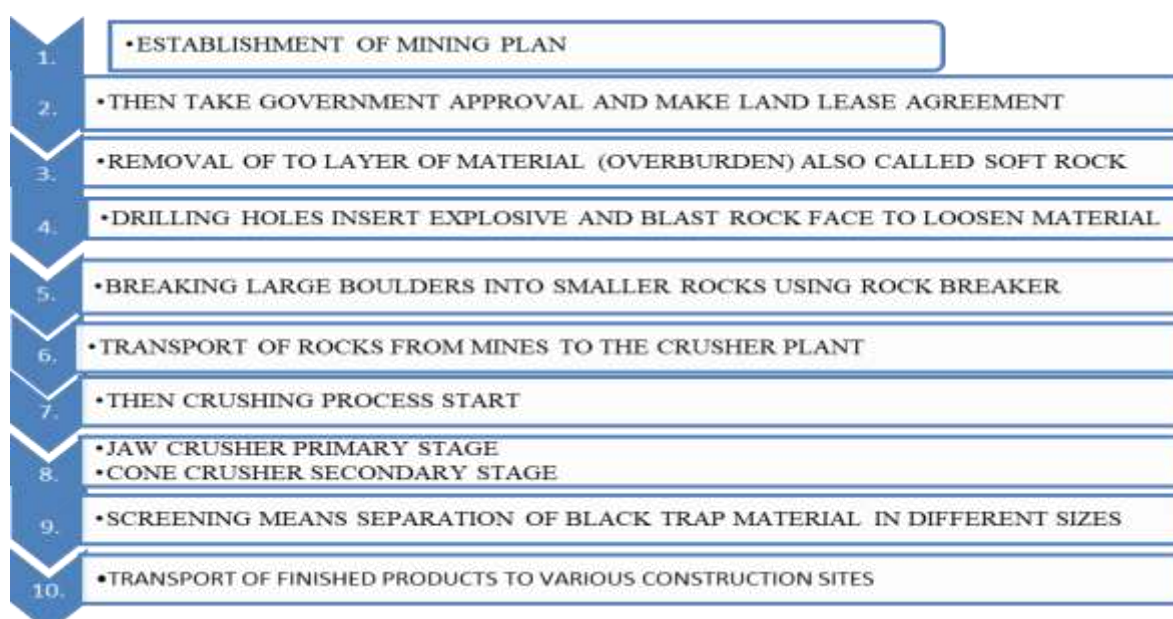 1.
•ESTABLISHMENT OF MINING PLAN
2.
•THEN TAKE GOVERNMENT APPROVAL AND MAKE LAND LEASE AGREEMENT
3.
•REMOVAL OF TO LAYER OF MATERIAL (OVERBURDEN) ALSO CALLED SOFT ROCK
4.
•DRILLING HOLES INSERT EXPLOSIVE AND BLAST ROCK FACE TO LOOSEN MATERIAL
5.
•BREAKING LARGE BOULDERS INTO SMALLER ROCKS USING ROCK BREAKER
6.
•TRANSPORT OF ROCKS FROM MINES TO THE CRUSHER PLANT
7.
•THEN CRUSHING PROCESS START
8.
•JAW CRUSHER PRIMARY STAGE
•CONE CRUSHER SECONDARY STAGE
9.
•SCREENING MEANS SEPARATION OF BLACK TRAP MATERIAL IN DIFFERENT SIZES
10.
•TRANSPORT OF FINISHED PRODUCTS TO VARIOUS CONSTRUCTION SITES